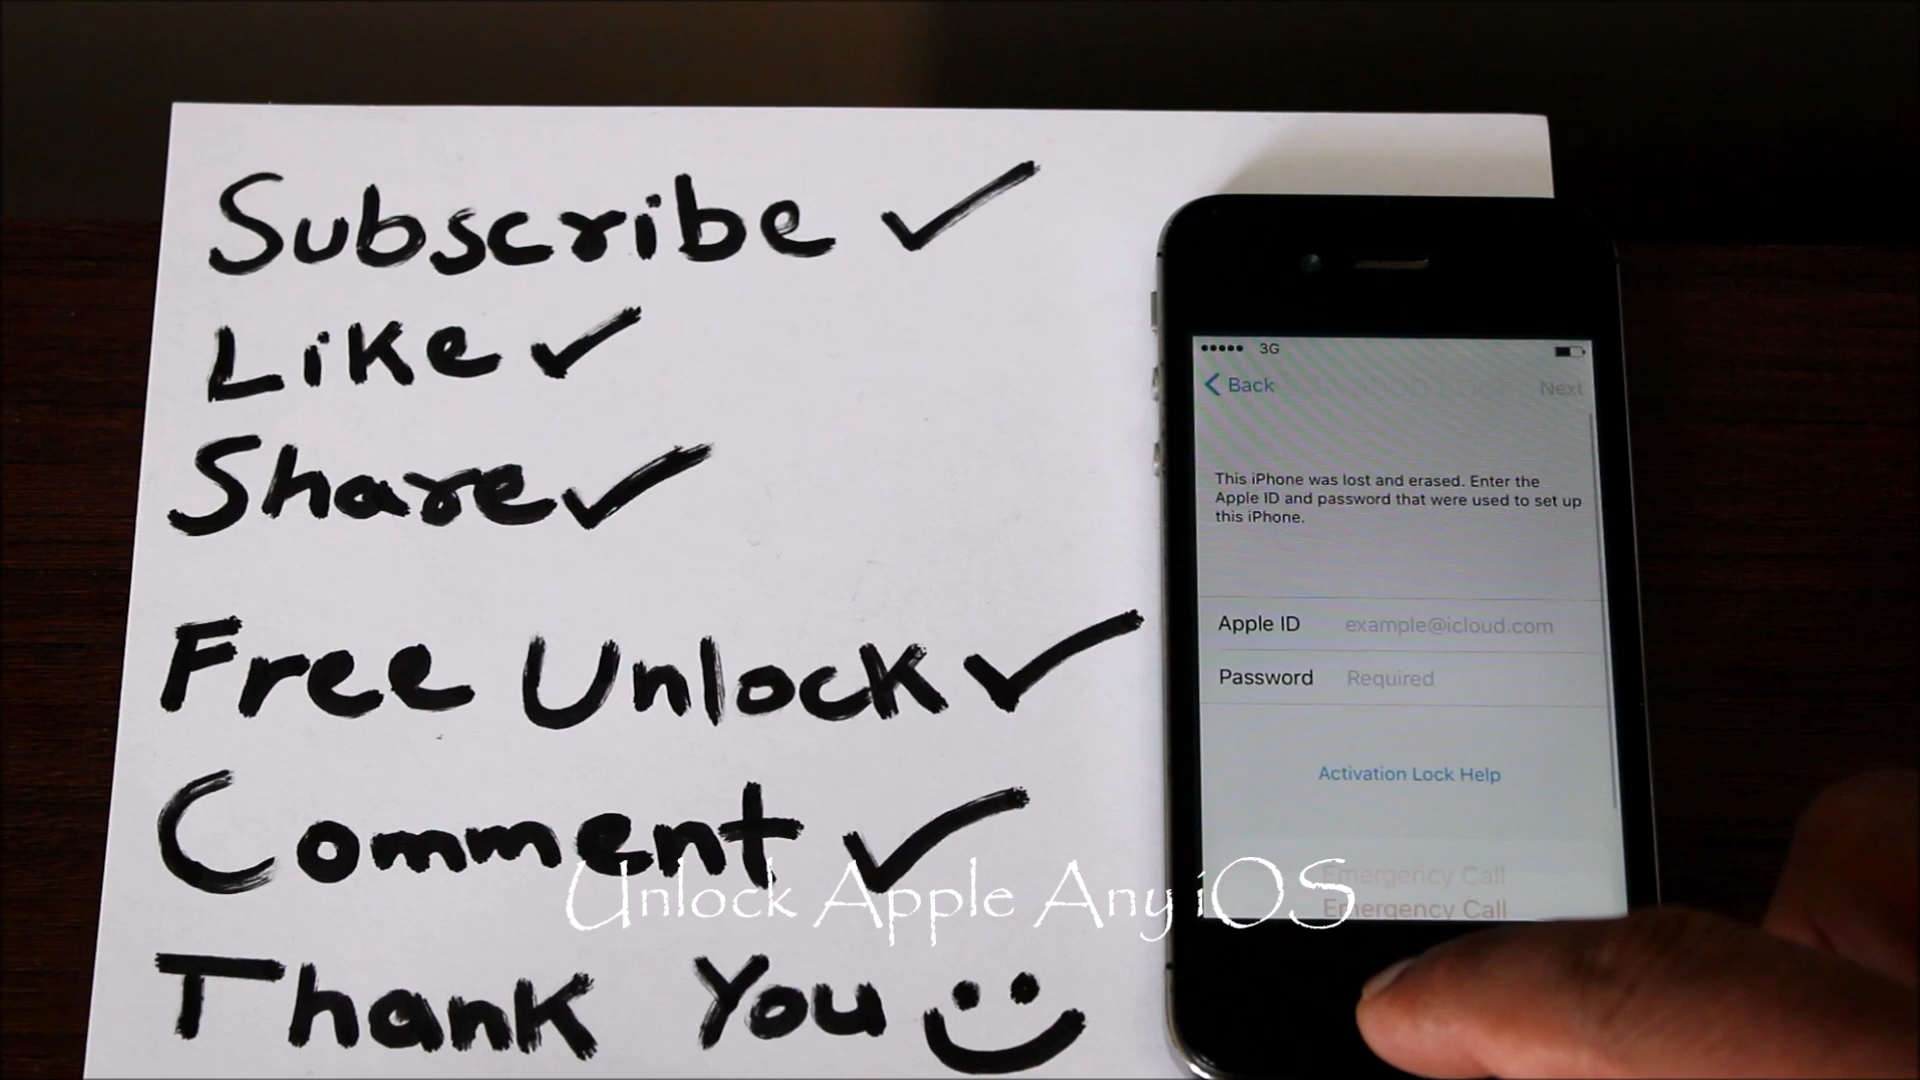 Subscribe ✓
Like ✓
Share ✓
Free Unlock ✓
Comment ✓
Thank You
Unlock Apple Any iOS
3G
Back
Next
This iPhone was lost and erased. Enter the
Apple ID and password that were used to set up
this iPhone.
Apple ID example@icloud.com
Password Required
Activation Lock Help
Emergency Call
Emergency Call